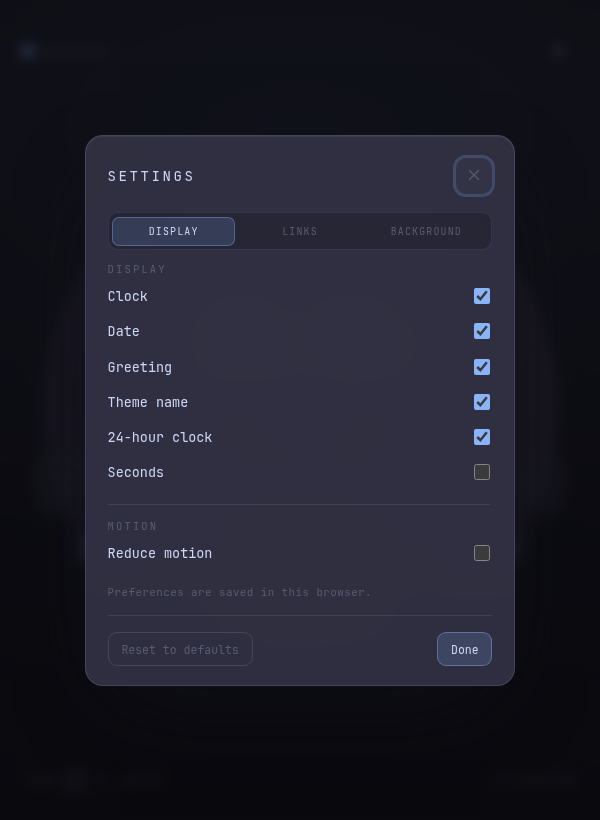 SETTINGS
DISPLAY LINKS BACKGROUND
DISPLAY
Clock
Date
Greeting
Theme name
24-hour clock
Seconds
MOTION
Reduce motion
Preferences are saved in this browser.
Reset to defaults Done